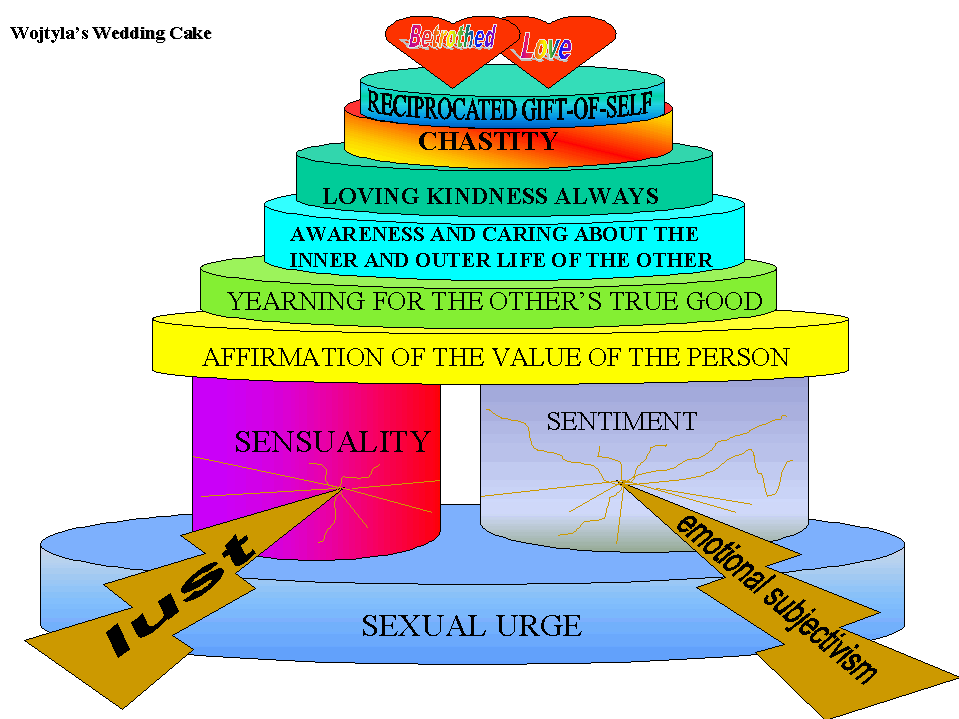 Wojtyla's Wedding Cake
Betrothed
Love
RECIPROCATED GIFT-OF-SELF
CHASTITY
LOVING KINDNESS ALWAYS
AWARENESS AND CARING ABOUT THE
INNER AND OUTER LIFE OF THE OTHER
YEARNING FOR THE OTHER'S TRUE GOOD
AFFIRMATION OF THE VALUE OF THE PERSON
SENSUALITY
SENTIMENT
lust
emotional subjectivism
SEXUAL URGE